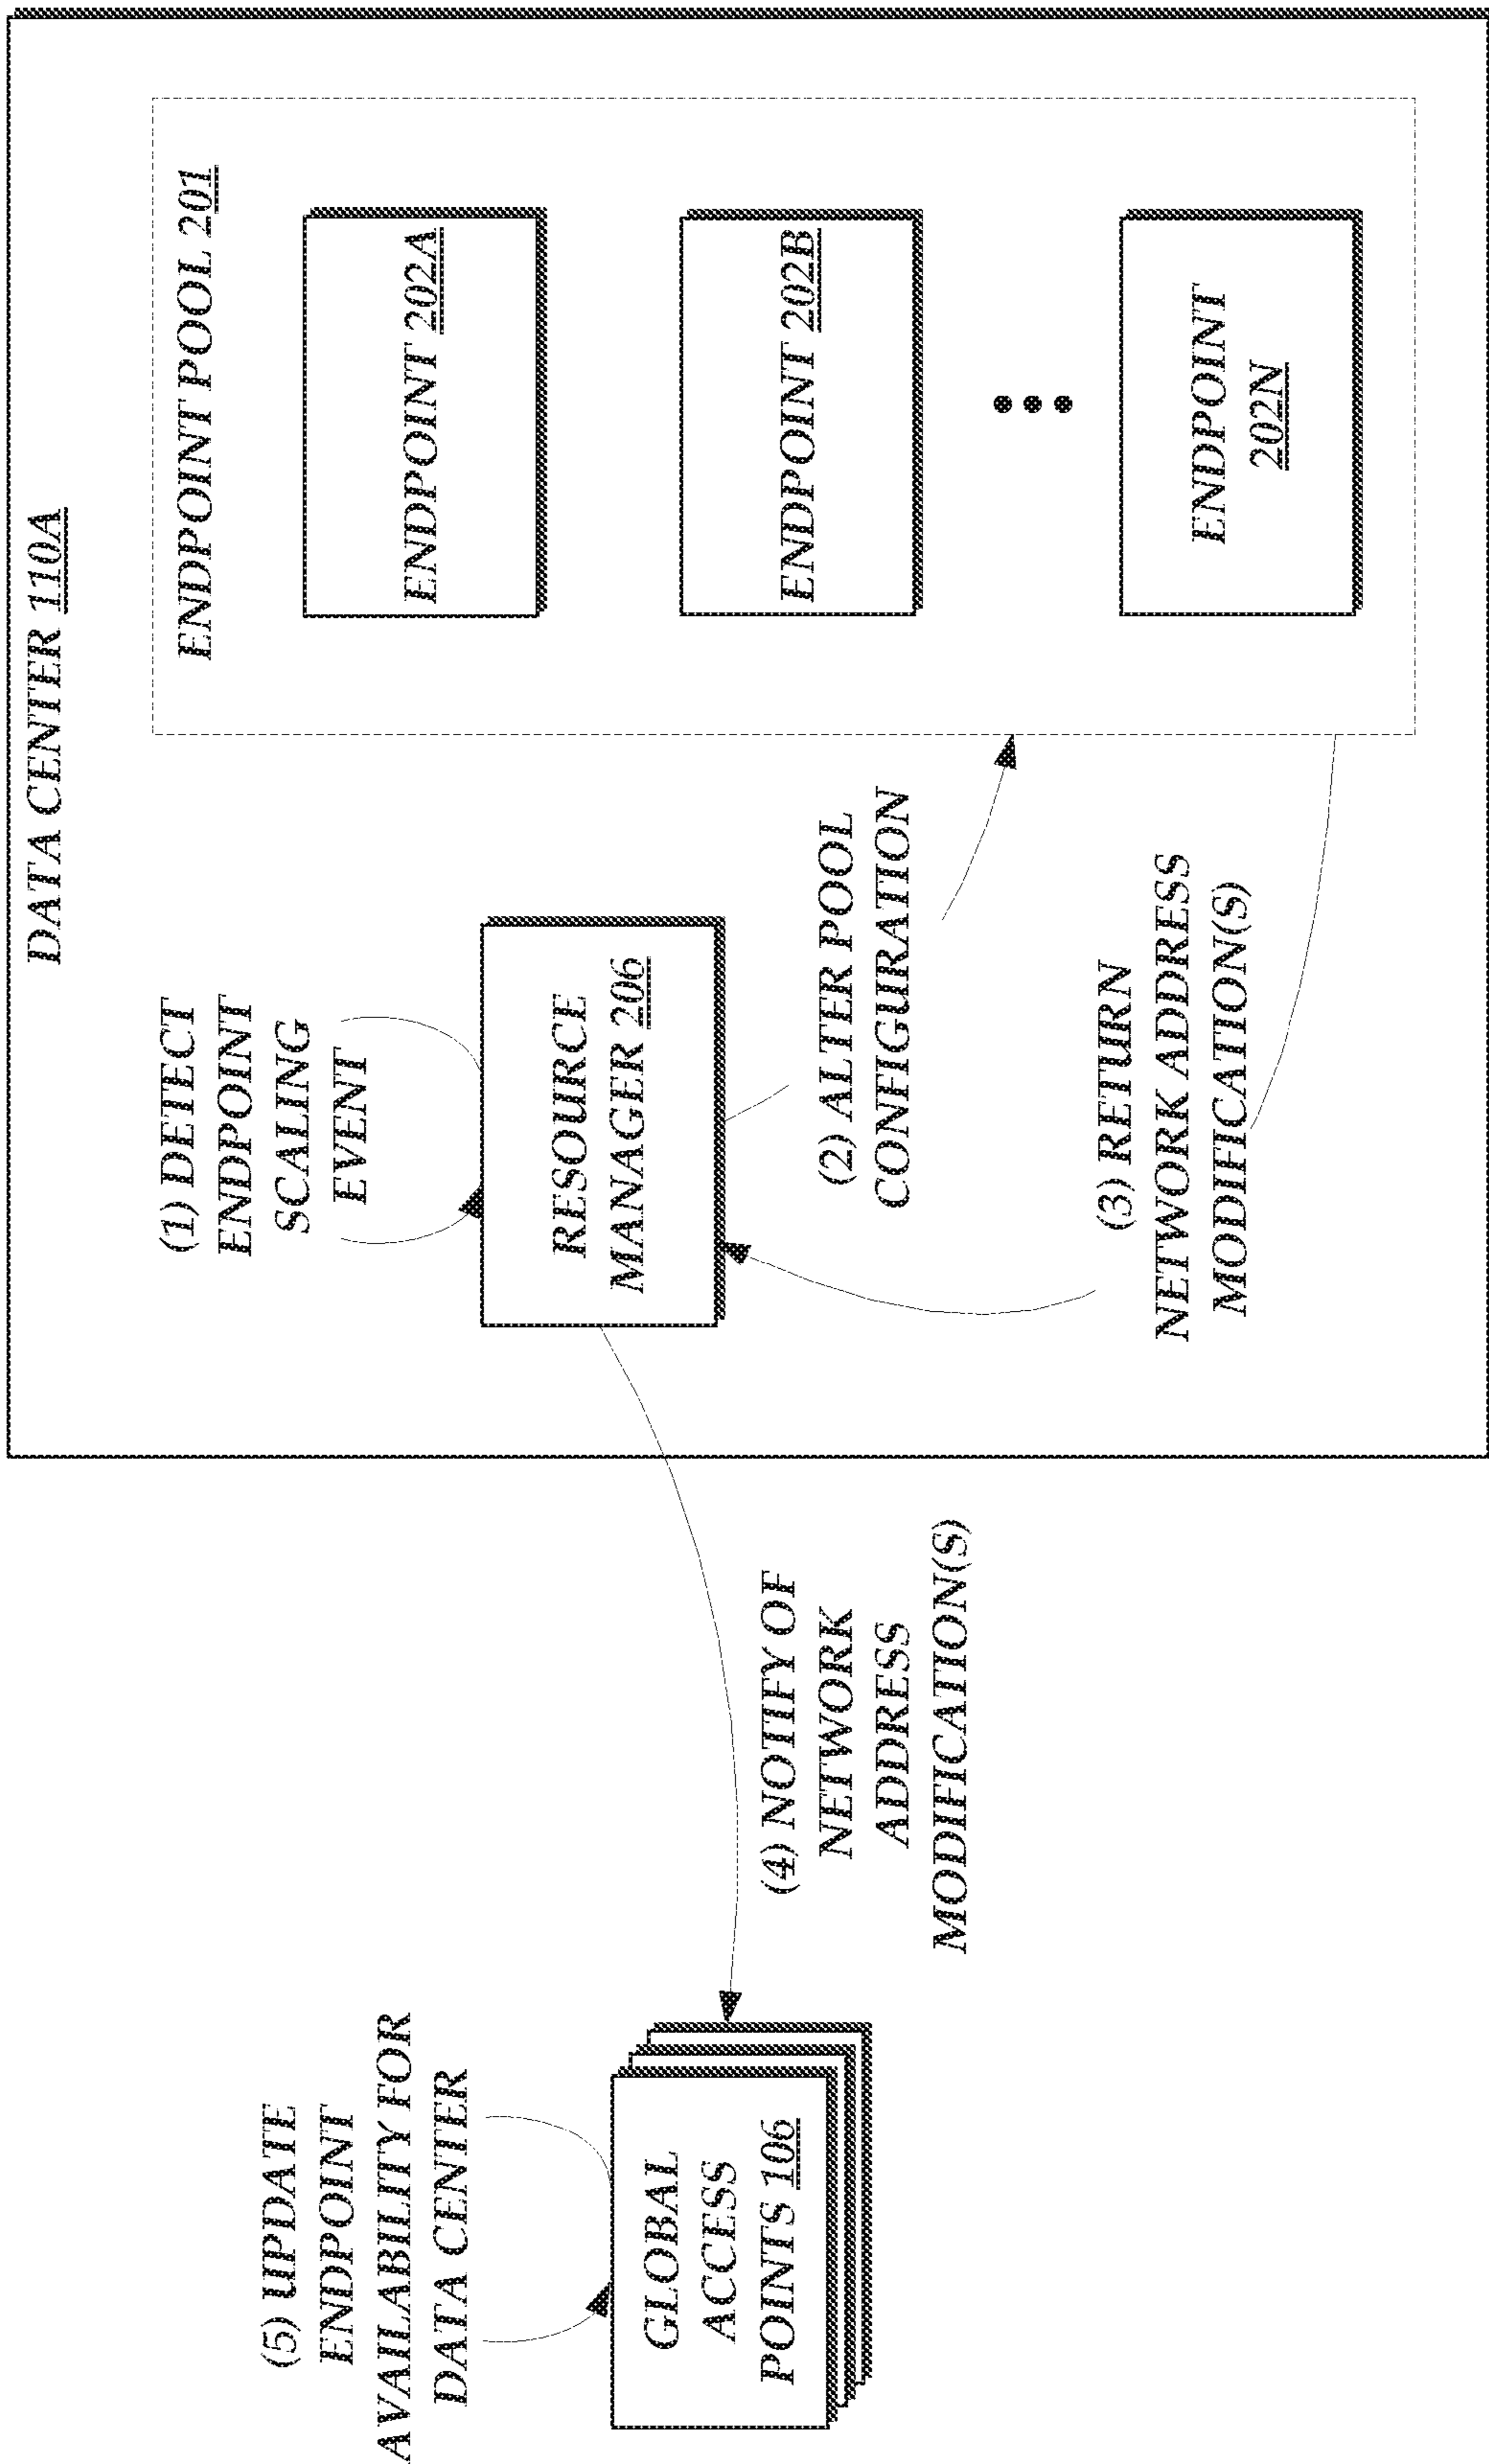 DATA CENTER 110A
(5) UPDATE
ENDPOINT
AVAILABILITY FOR
DATA CENTER
GLOBAL
ACCESS
POINTS 106
(4) NOTIFY OF
NETWORK
ADDRESS
MODIFICATION(S)
(1) DETECT
ENDPOINT
SCALING
EVENT
RESOURCE
MANAGER 206
(2) ALTER POOL
CONFIGURATION
(3) RETURN
NETWORK ADDRESS
MODIFICATION(S)
ENDPOINT POOL 201
ENDPOINT 202A
ENDPOINT 202B
ENDPOINT
202N